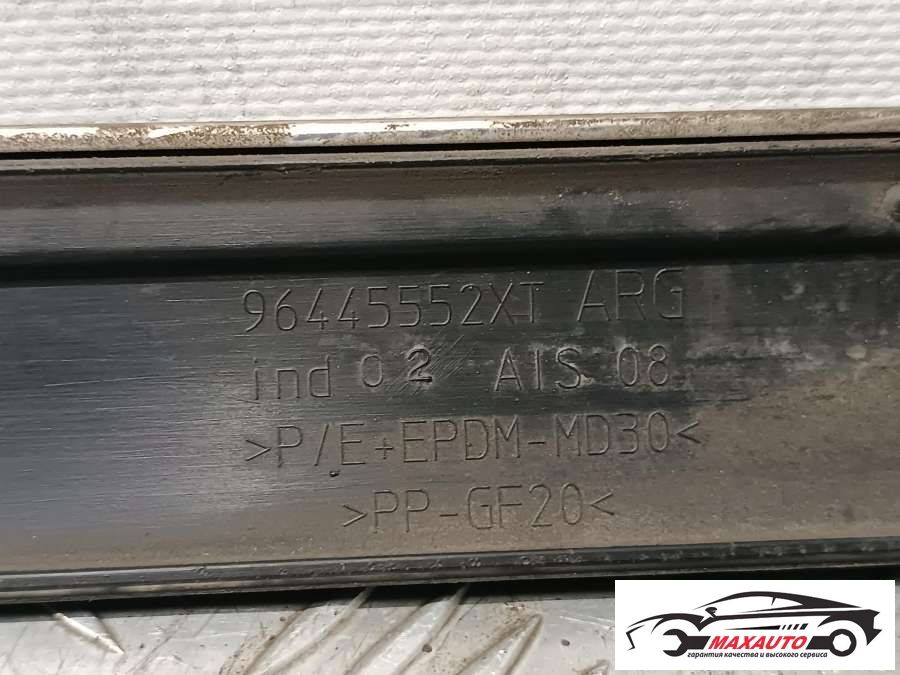 96445552XT ARG
ind 02 AIS 08
>P/E+EPDM-MD30<
>PP-GF20<
MAXAUTO
гарантия качества и высокого сервиса